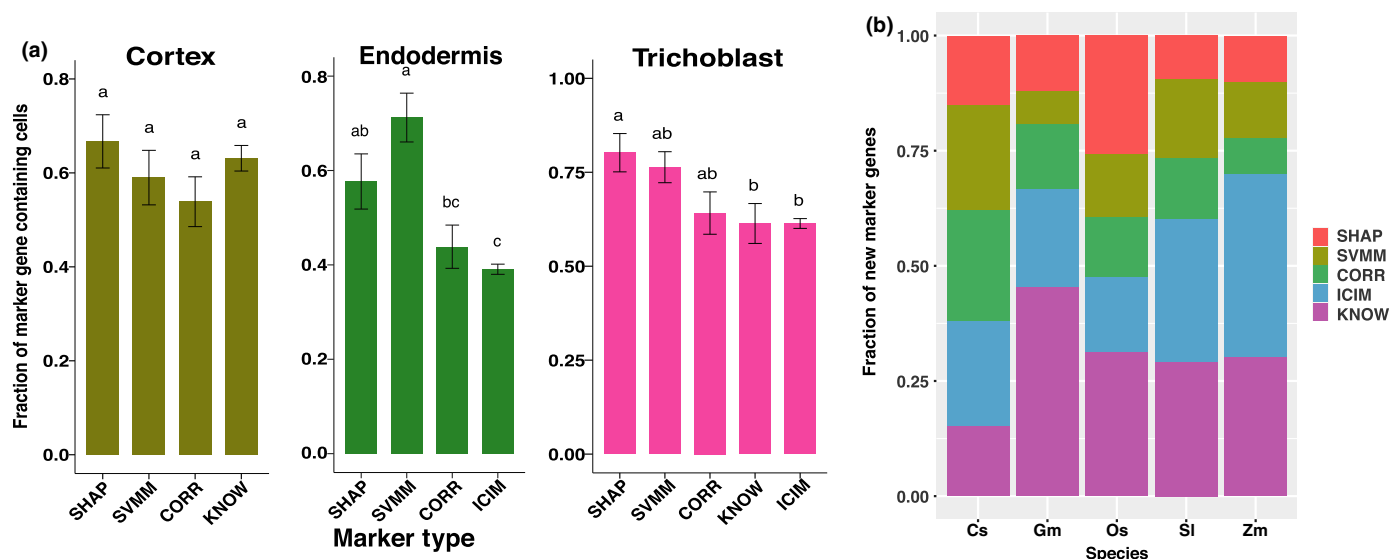 (a)
Cortex
Endodermis
Trichoblast
Fraction of marker gene containing cells
0.8
0.6
0.4
0.2
0.0
a
a
a
a
SHAP
SVMM
CORR
KNOW
0.8
0.6
0.4
0.2
0.0
ab
a
bc
c
SHAP
SVMM
CORR
ICIM
1.00
0.75
0.50
0.25
0.00
a
ab
ab
b
b
SHAP
SVMM
CORR
KNOW
ICIM
Marker type
(b)
Fraction of new marker genes
1.00
0.75
0.50
0.25
0.00
Cs
Gm
Os
Sl
Zm
Species
SHAP
SVMM
CORR
ICIM
KNOW